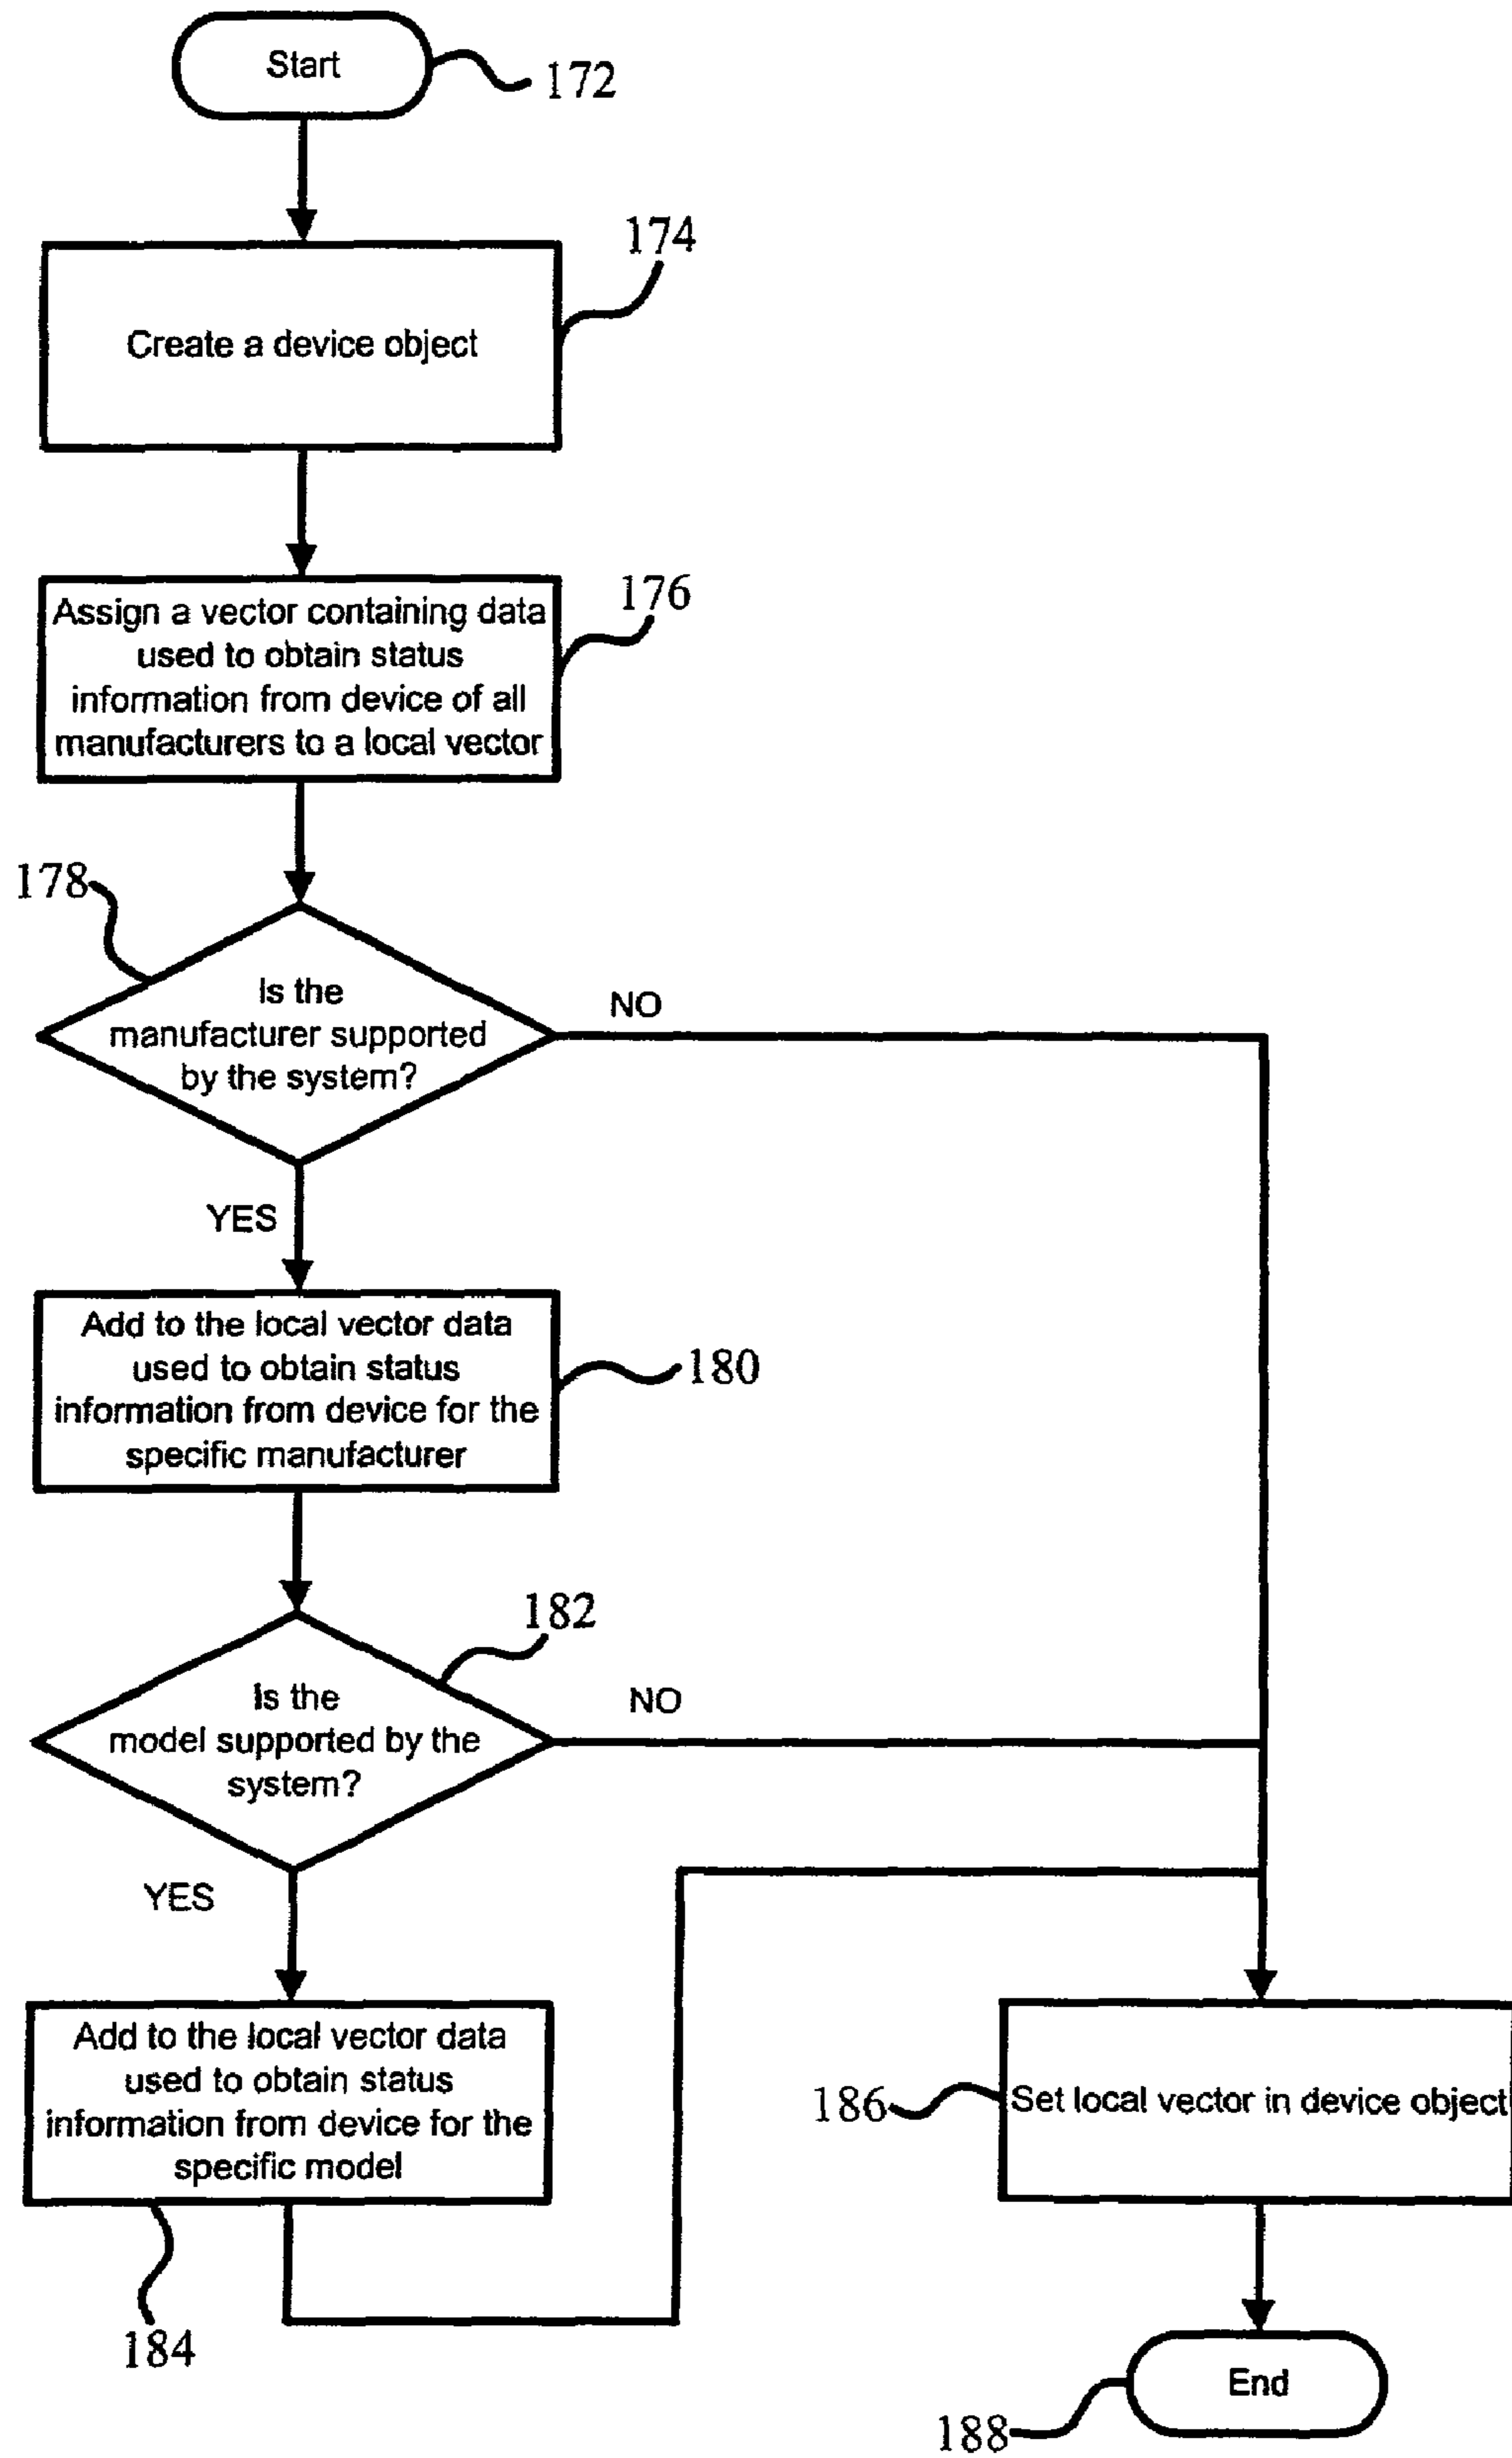 Start
172
174
Create a device object
176
Assign a vector containing data
used to obtain status
information from device of all
manufacturers to a local vector
178
Is the
manufacturer supported
by the system?
NO
YES
Add to the local vector data
used to obtain status
information from device for the
specific manufacturer
180
182
Is the
model supported by the
system?
NO
YES
Add to the local vector data
used to obtain status
information from device for the
specific model
184
186
Set local vector in device object
End
188